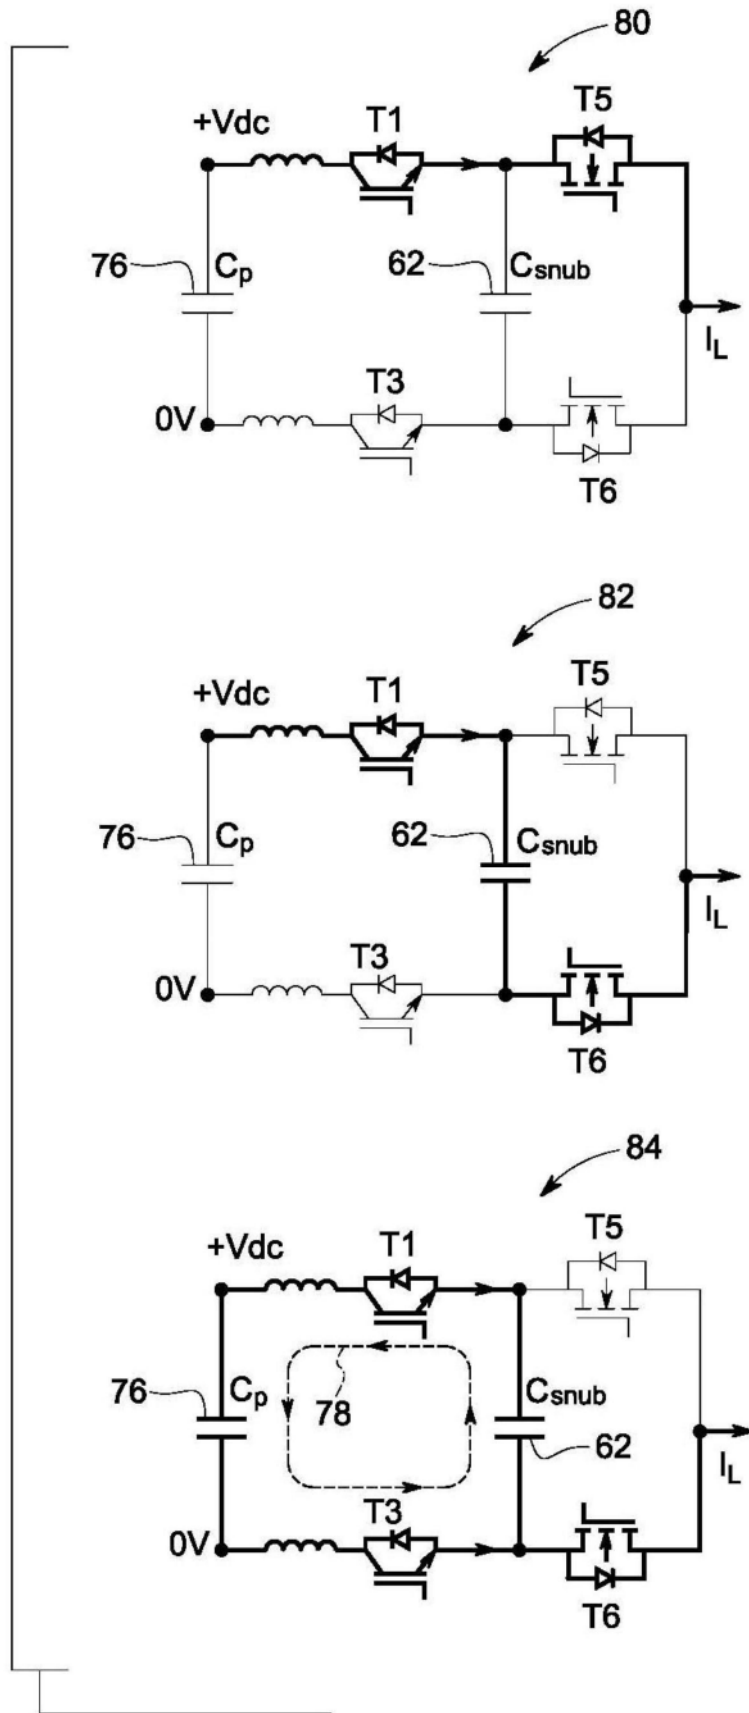 80
T5
T1
+Vdc
76
Cp
62
Csnub
IL
T3
0V
T6
82
T5
T1
+Vdc
76
Cp
62
Csnub
IL
T3
0V
T6
84
T5
T1
+Vdc
76
Cp
78
Csnub
62
IL
T3
0V
T6